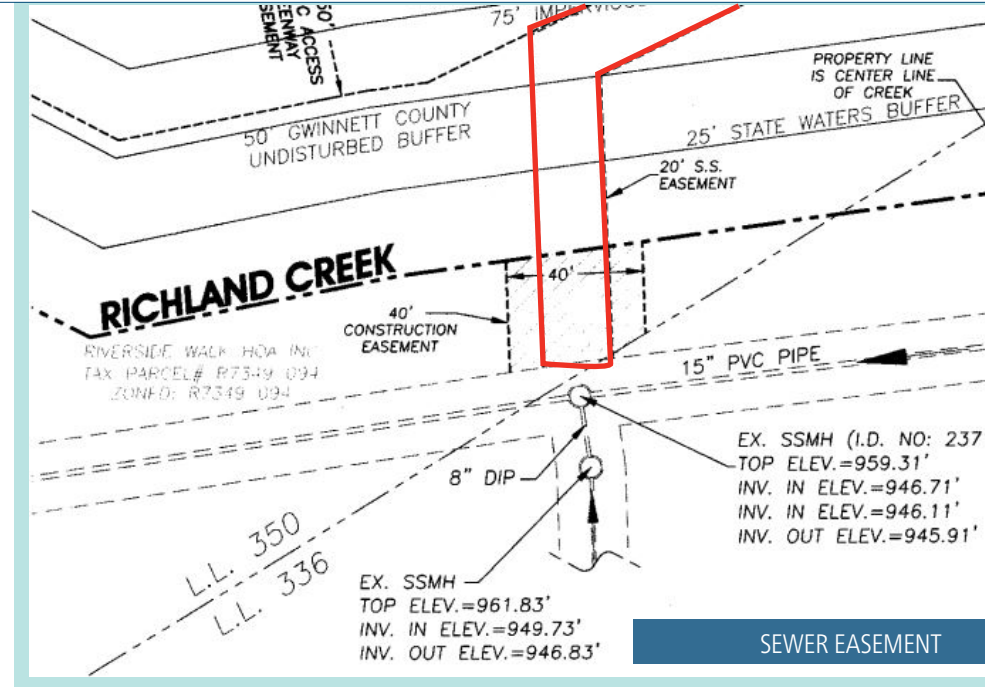 50'
C ACCESS
EENWAY
SEMENT
75' IMPERVIOUS
PROPERTY LINE
IS CENTER LINE
OF CREEK
50' GWINNETT COUNTY
UNDISTURBED BUFFER
25' STATE WATERS BUFFER
20' S.S.
EASEMENT
RICHLAND CREEK
40'
40'
CONSTRUCTION
EASEMENT
RIVERSIDE WALK HOA INC
TAX PARCEL# R7349 094
ZONED: R7349 094
15" PVC PIPE
8" DIP
EX. SSMH (I.D. NO: 237
TOP ELEV.=959.31'
INV. IN ELEV.=946.71'
INV. IN ELEV.=946.11'
INV. OUT ELEV.=945.91'
L.L. 350
L.L. 336
EX. SSMH
TOP ELEV.=961.83'
INV. IN ELEV.=949.73'
INV. OUT ELEV.=946.83'
SEWER EASEMENT